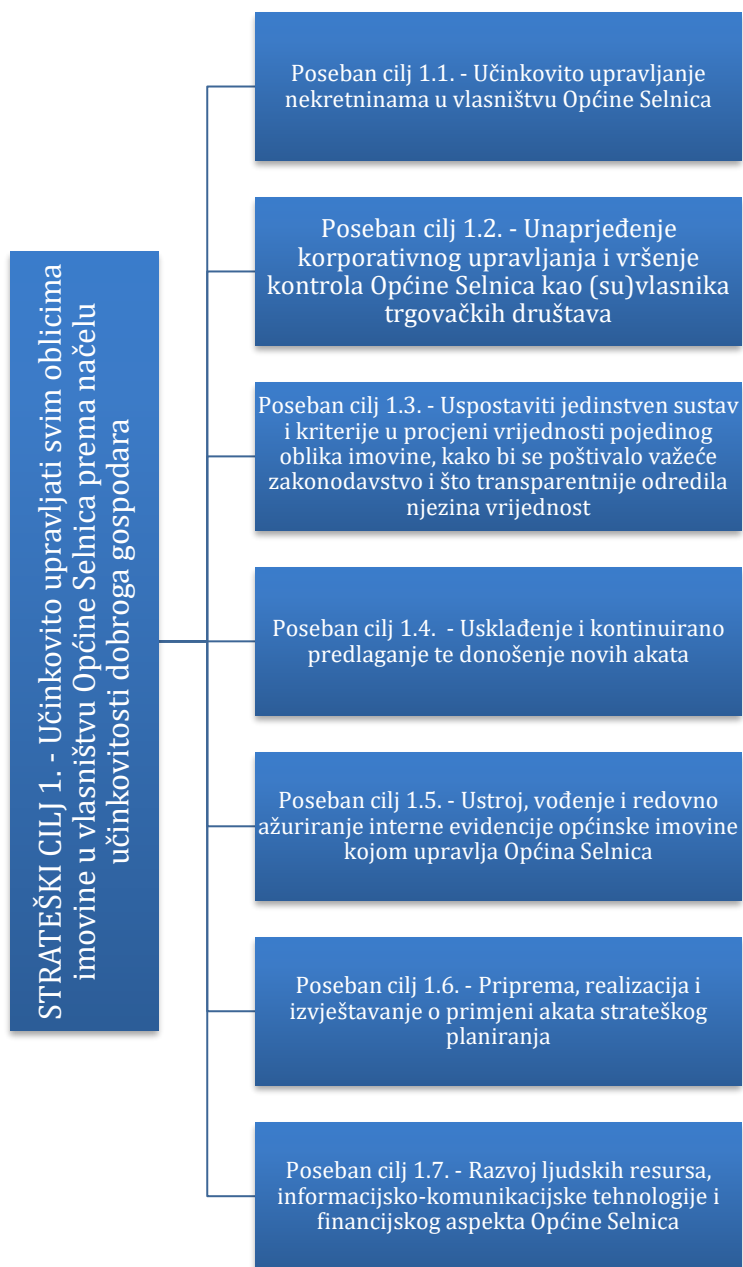 STRATEŠKI CILJ 1. - Učinkovito upravljati svim oblicima
imovine u vlasništvu Općine Selnica prema načelu
učinkovitosti dobroga gospodara
Poseban cilj 1.1. - Učinkovito upravljanje
nekretninama u vlasništvu Općine Selnica
Poseban cilj 1.2. - Unaprjeđenje
korporativnog upravljanja i vršenje
kontrola Općine Selnica kao (su)vlasnika
trgovačkih društava
Poseban cilj 1.3. - Uspostaviti jedinstven sustav
i kriterije u procjeni vrijednosti pojedinog
oblika imovine, kako bi se poštivalo važeće
zakonodavstvo i što transparentnije odredila
njezina vrijednost
Poseban cilj 1.4. - Usklađenje i kontinuirano
predlaganje te donošenje novih akata
Poseban cilj 1.5. - Ustroj, vođenje i redovno
ažuriranje interne evidencije općinske imovine
kojom upravlja Općina Selnica
Poseban cilj 1.6. - Priprema, realizacija i
izvještavanje o primjeni akata strateškog
planiranja
Poseban cilj 1.7. - Razvoj ljudskih resursa,
informacijsko-komunikacijske tehnologije i
financijskog aspekta Općine Selnica